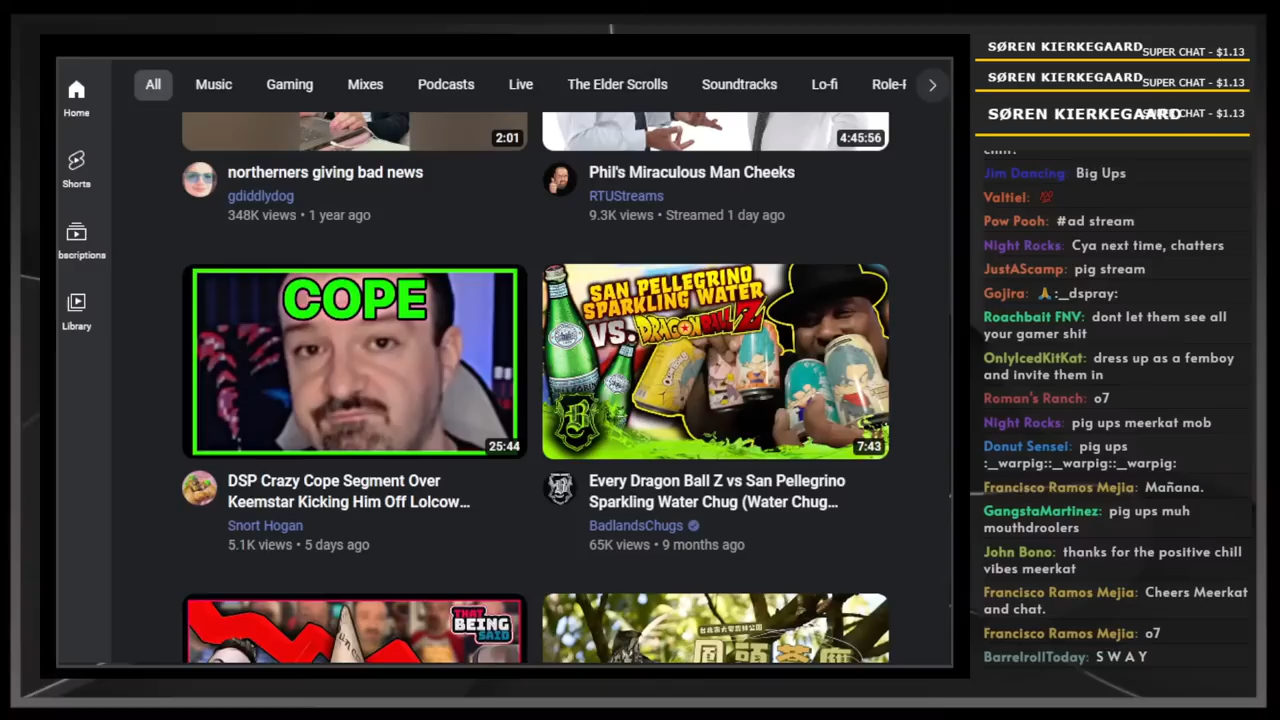 Home
Shorts
bscriptions
Library
All
Music
Gaming
Mixes
Podcasts
Live
The Elder Scrolls
Soundtracks
Lo-fi
Role-
2:01
northerners giving bad news
gdiddlydog
348K views • 1 year ago
4:45:56
Phil's Miraculous Man Cheeks
RTUStreams
9.3K views • Streamed 1 day ago
COPE
25:44
DSP Crazy Cope Segment Over
Keemstar Kicking Him Off Lolcow...
Snort Hogan
5.1K views • 5 days ago
SAN PELLEGRINO
SPARKLING WATER
VS. DRAGON BALL Z
7:43
Every Dragon Ball Z vs San Pellegrino
Sparkling Water Chug (Water Chug...
BadlandsChugs
65K views • 9 months ago
THAT
BEING
SAID
SØREN KIERKEGAARD SUPER CHAT - $1.13
SØREN KIERKEGAARD SUPER CHAT - $1.13
SØREN KIERKEGAARD CHAT - $1.13
Jim Dancing: Big Ups
Valtiel: 💯
Pow Pooh: #ad stream
Night Rocks: Cya next time, chatters
JustAScamp: pig stream
Gojira: 🙏:_dspray:
Roachbait FNV: dont let them see all
your gamer shit
OnlyIcedKitKat: dress up as a femboy
and invite them in
Roman's Ranch: o7
Night Rocks: pig ups meerkat mob
Donut Sensei: pig ups
:_warpig::_warpig::_warpig:
Francisco Ramos Mejia: Mañana.
GangstaMartinez: pig ups muh
mouthdroolers
John Bono: thanks for the positive chill
vibes meerkat
Francisco Ramos Mejia: Cheers Meerkat
and chat.
Francisco Ramos Mejia: o7
BarrelrollToday: S W A Y